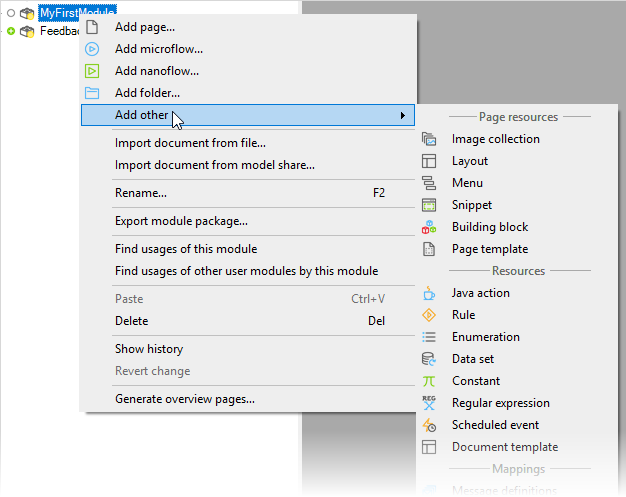 MyFirstModule
Feedba
Add page...
Add microflow...
Add nanoflow...
Add folder...
Add other
Import document from file...
Import document from model share...
Rename... F2
Export module package...
Find usages of this module
Find usages of other user modules by this module
Paste Ctrl+V
Delete Del
Show history
Revert change
Generate overview pages...
Page resources
Image collection
Layout
Menu
Snippet
Building block
Page template
Resources
Java action
Rule
Enumeration
Data set
Constant
REG
Regular expression
Scheduled event
Document template
Mappings
Message definitions